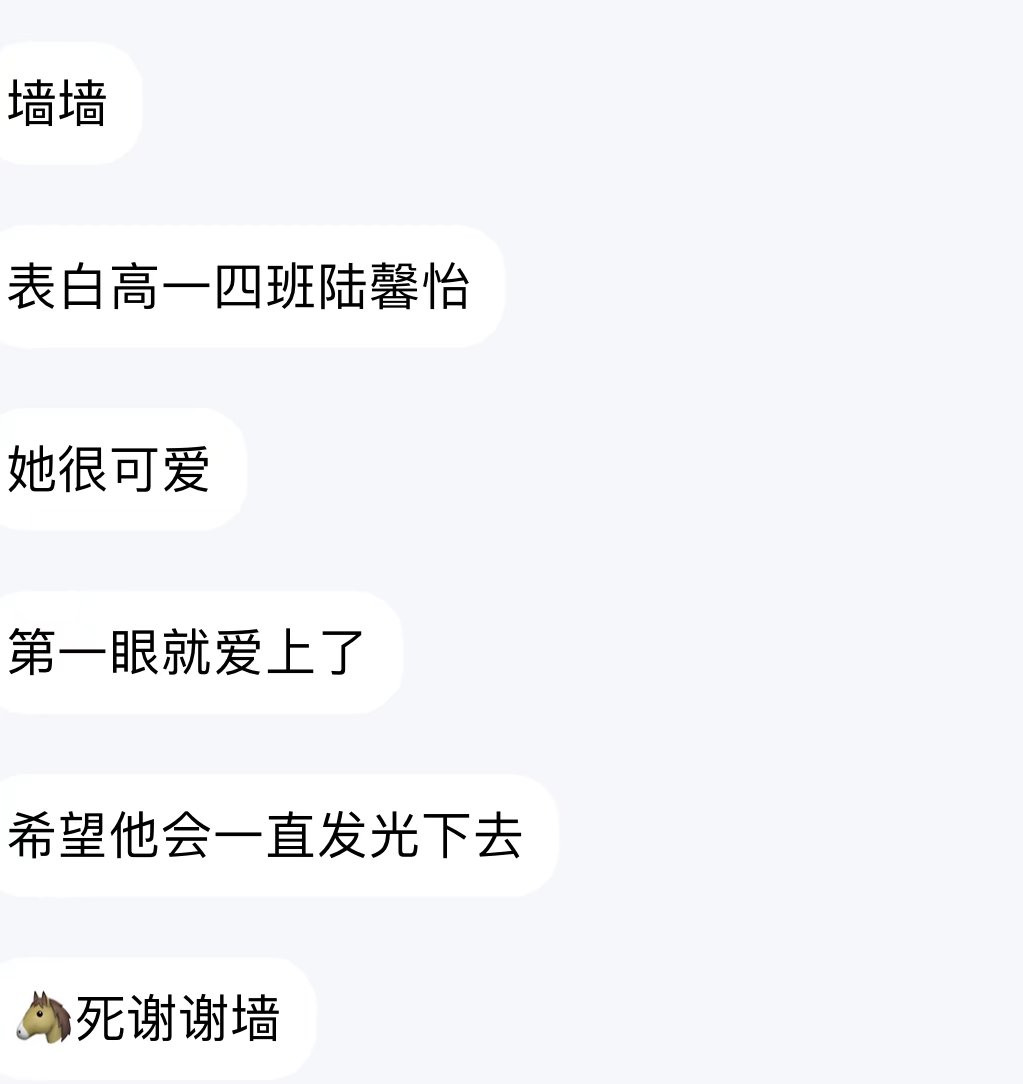 墙墙
表白高一四班陆馨怡
她很可爱
第一眼就爱上了
希望他会一直发光下去
🐴死谢谢墙